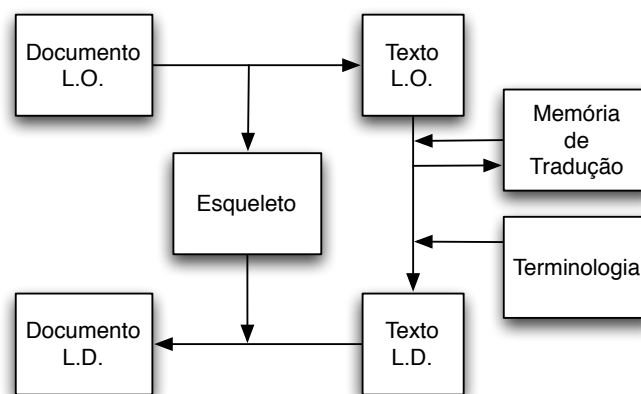 Documento
L.O.
Texto
L.O.
Memória
de
Tradução
Esqueleto
Terminologia
Documento
L.D.
Texto
L.D.